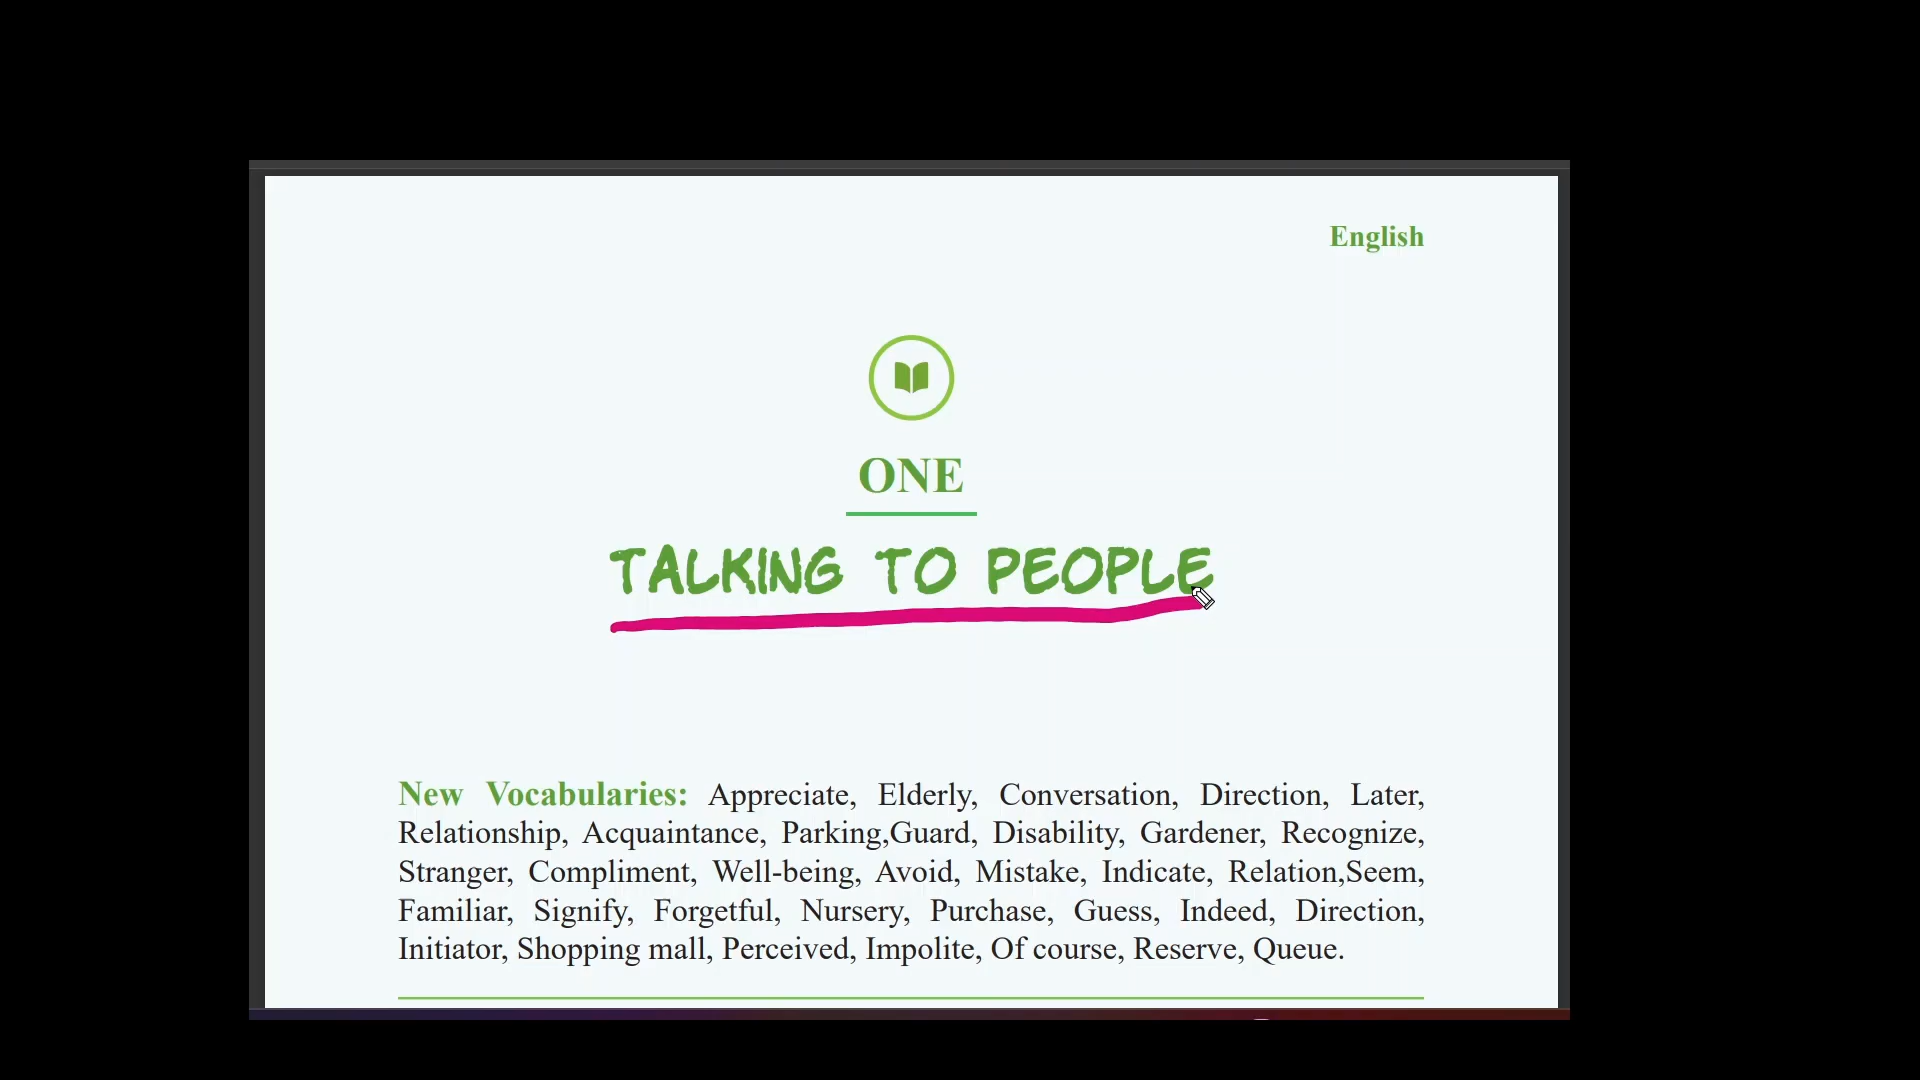 English
ONE
TALKING TO PEOPLE
New Vocabularies: Appreciate, Elderly, Conversation, Direction, Later,
Relationship, Acquaintance, Parking,Guard, Disability, Gardener, Recognize,
Stranger, Compliment, Well-being, Avoid, Mistake, Indicate, Relation,Seem,
Familiar, Signify, Forgetful, Nursery, Purchase, Guess, Indeed, Direction,
Initiator, Shopping mall, Perceived, Impolite, Of course, Reserve, Queue.